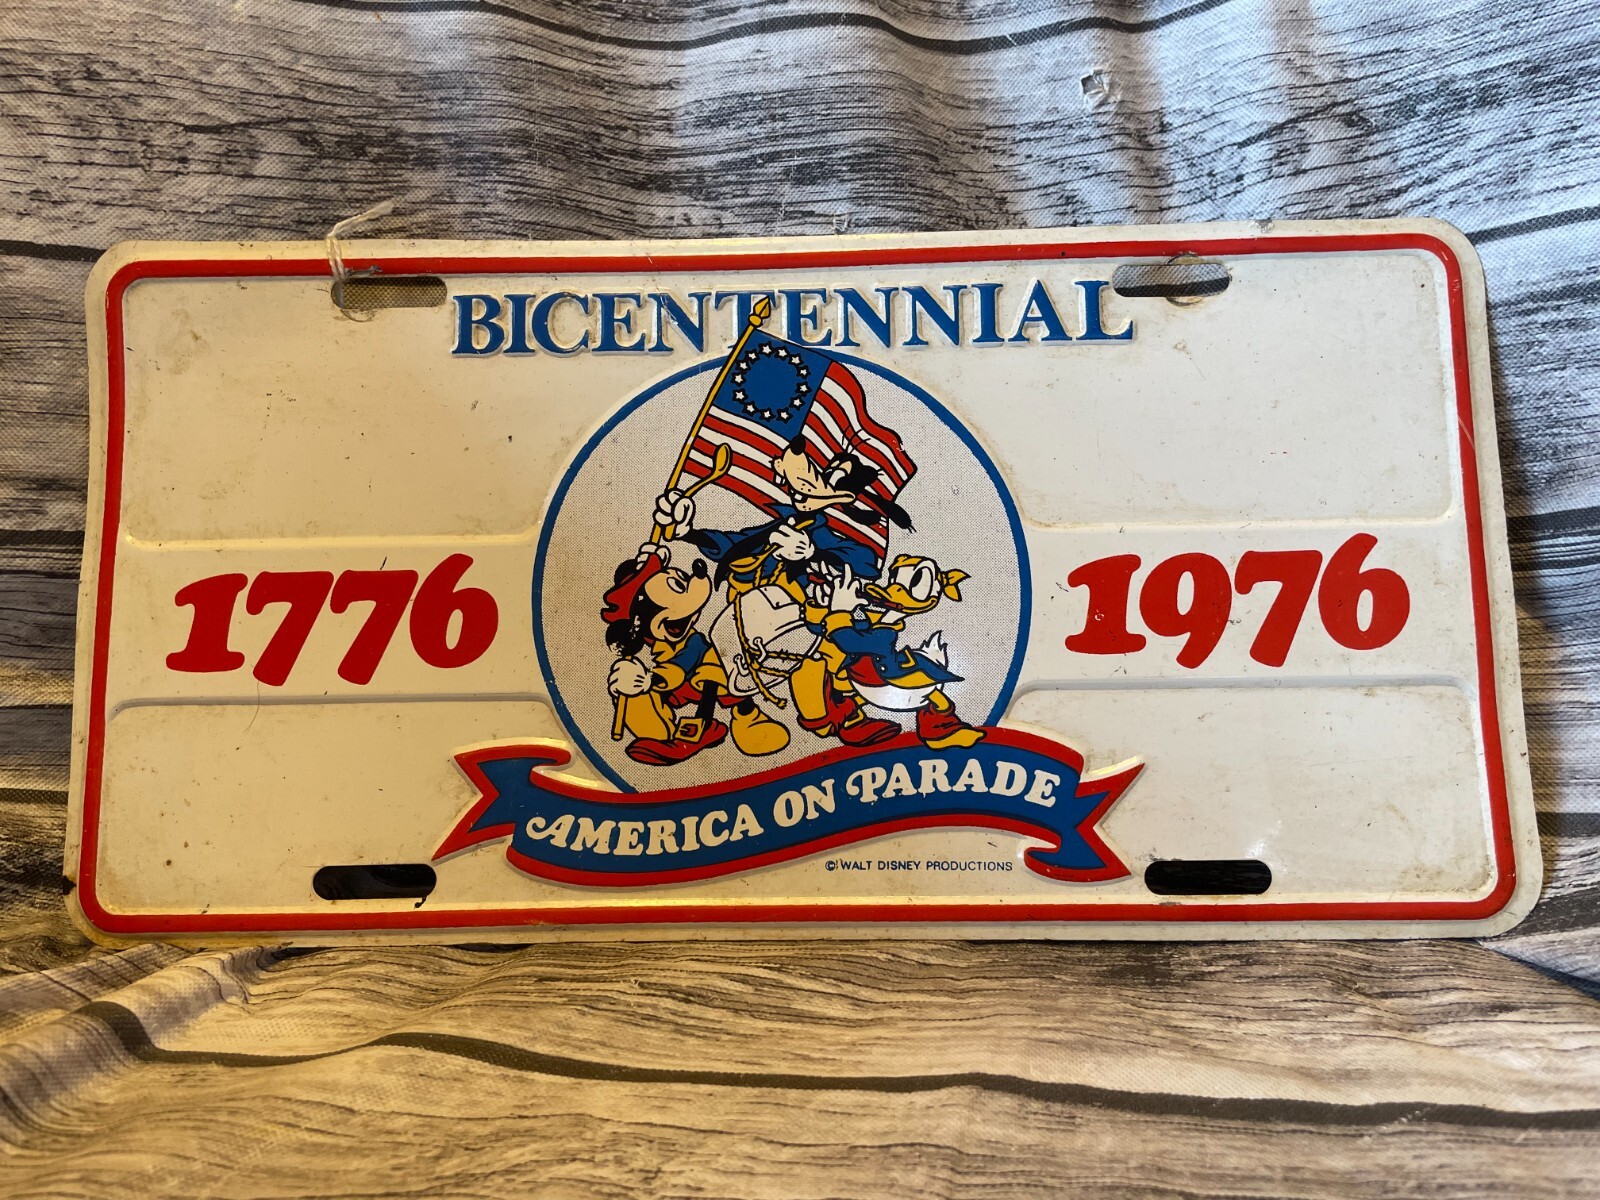 BICENTENNIAL
1776
1976
AMERICA ON PARADE
© WALT DISNEY PRODUCTIONS